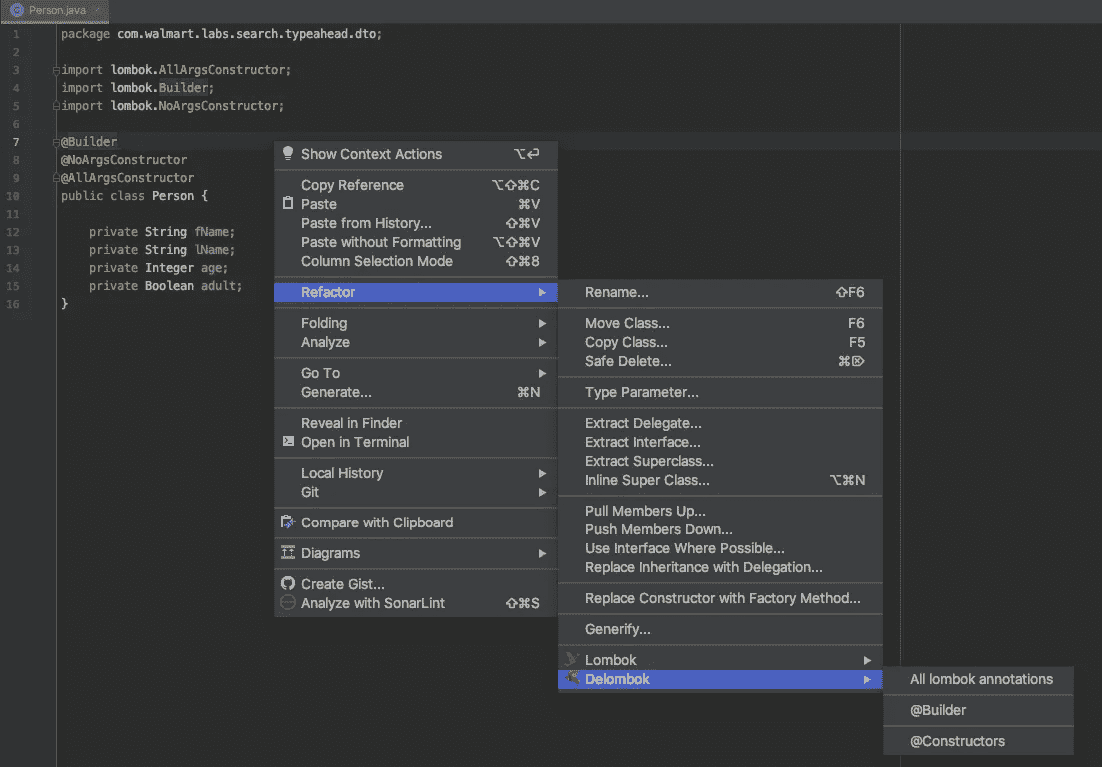 Person.java
1 package com.walmart.labs.search.typeahead.dto;
2
3 import lombok.AllArgsConstructor;
4 import lombok.Builder;
5 import lombok.NoArgsConstructor;
6
7 @Builder
8 @NoArgsConstructor
9 @AllArgsConstructor
10 public class Person {
11
12 private String fName;
13 private String lName;
14 private Integer age;
15 private Boolean adult;
16 }
Show Context Actions ⌥⏎
Copy Reference ⌥⇧⌘C
Paste ⌘V
Paste from History... ⇧⌘V
Paste without Formatting ⌥⇧⌘V
Column Selection Mode ⇧⌘8
Refactor
Folding
Analyze
Go To
Generate... ⌘N
Reveal in Finder
Open in Terminal
Local History
Git
Compare with Clipboard
Diagrams
Create Gist...
Analyze with SonarLint ⇧⌘S
Rename... ⇧F6
Move Class... F6
Copy Class... F5
Safe Delete... ⌘⌦
Type Parameter...
Extract Delegate...
Extract Interface...
Extract Superclass...
Inline Super Class... ⌥⌘N
Pull Members Up...
Push Members Down...
Use Interface Where Possible...
Replace Inheritance with Delegation...
Replace Constructor with Factory Method...
Generify...
Lombok
Delombok
All lombok annotations
@Builder
@Constructors